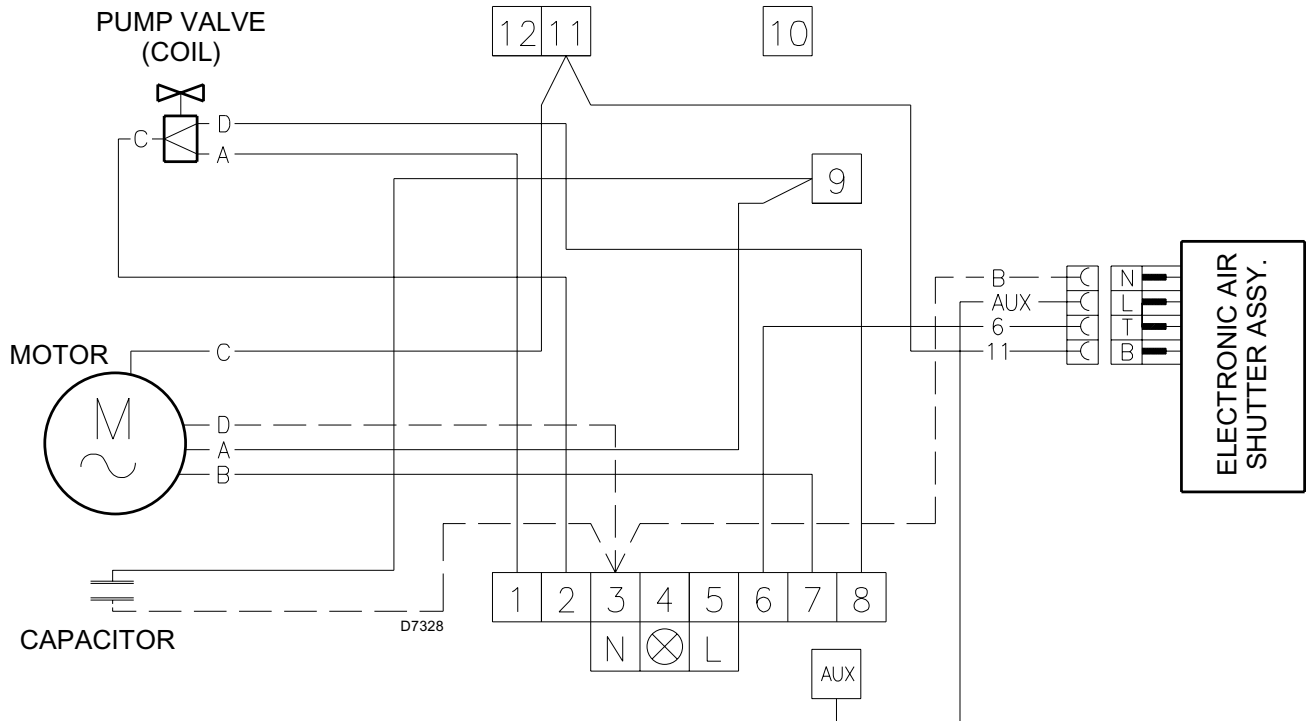 PUMP VALVE
(COIL)
12 11
10
D
C
A
9
B N
AUX L
6 T
11 B
ELECTRONIC AIR
SHUTTER ASSY.
MOTOR
C
M
D
A
B
1 2 3 4 5 6 7 8
CAPACITOR
D7328
N L
AUX